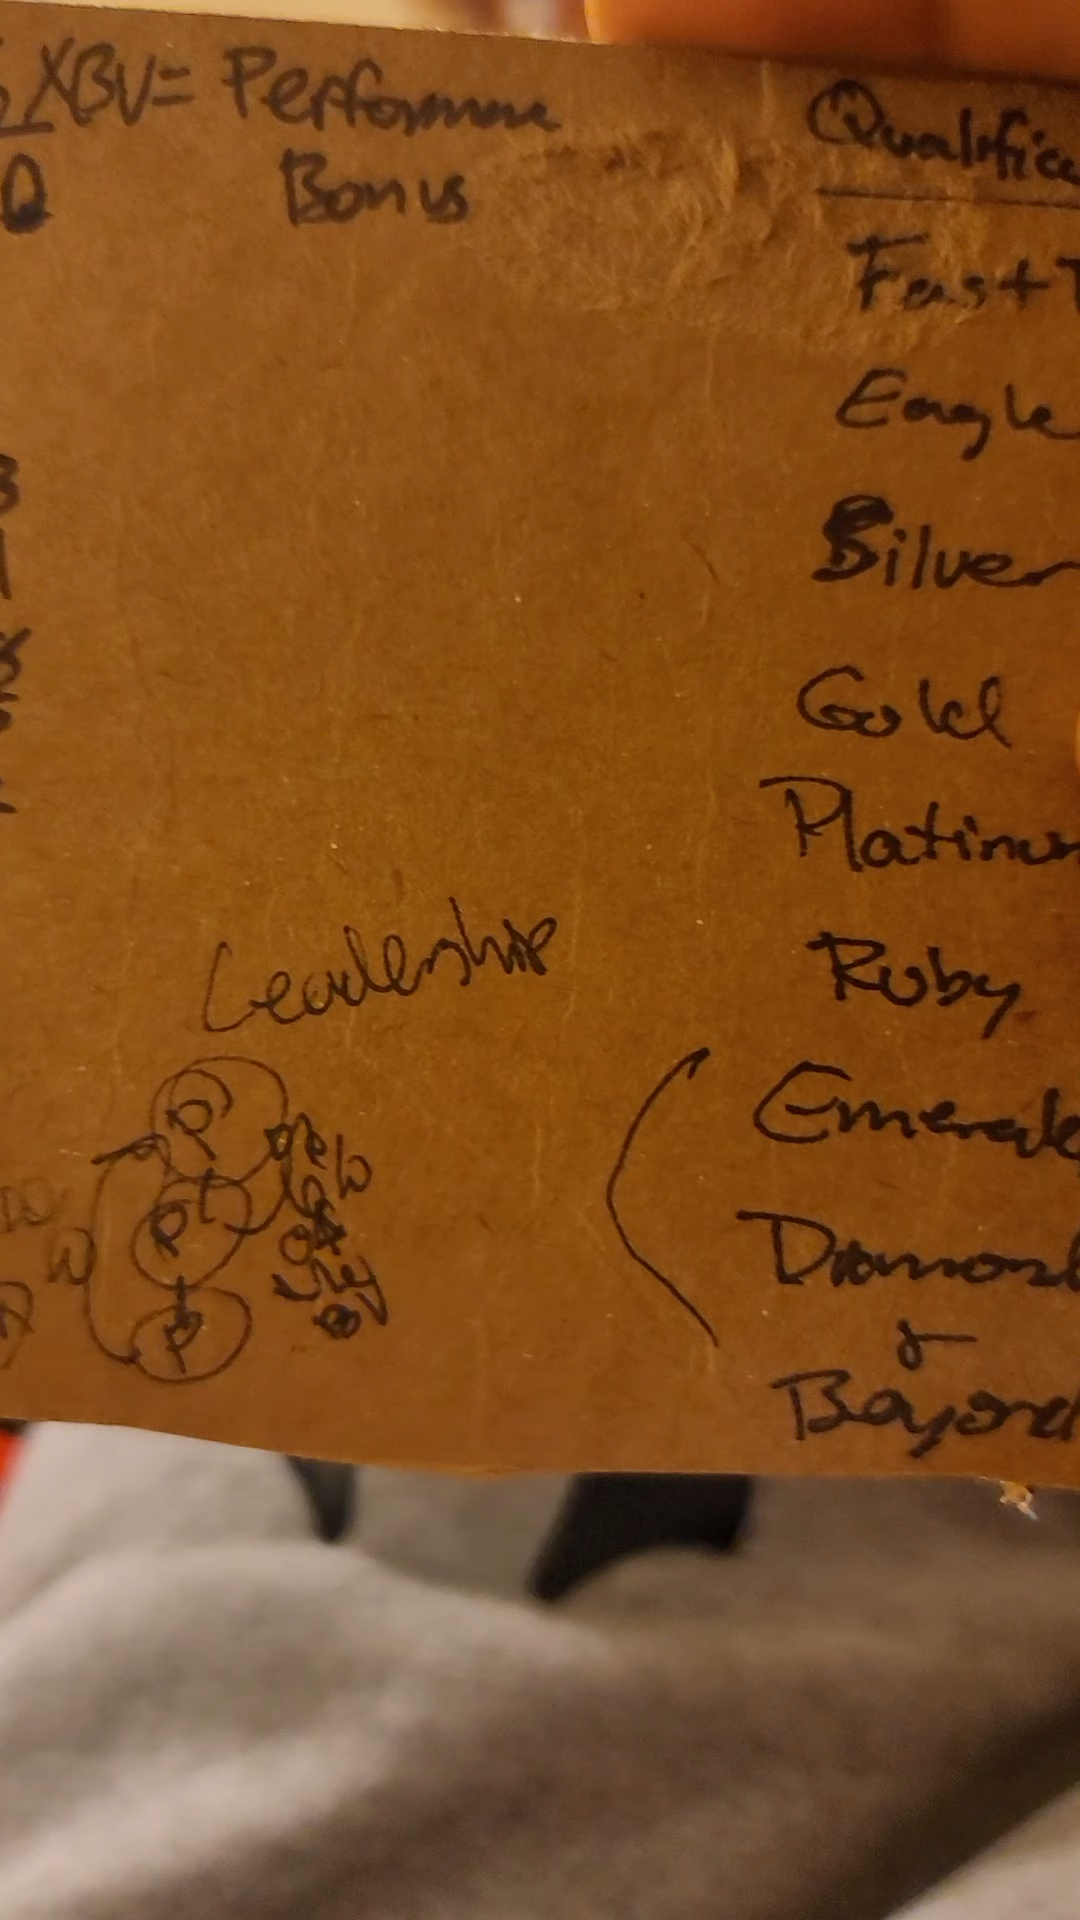 XBV= Performance
Bonus
Qualifica
Fast T
Eagle
Silver
Gold
Platinum
Ruby
Leadership
Emerald
Diamond
&
Beyond
P
P
P
W
W